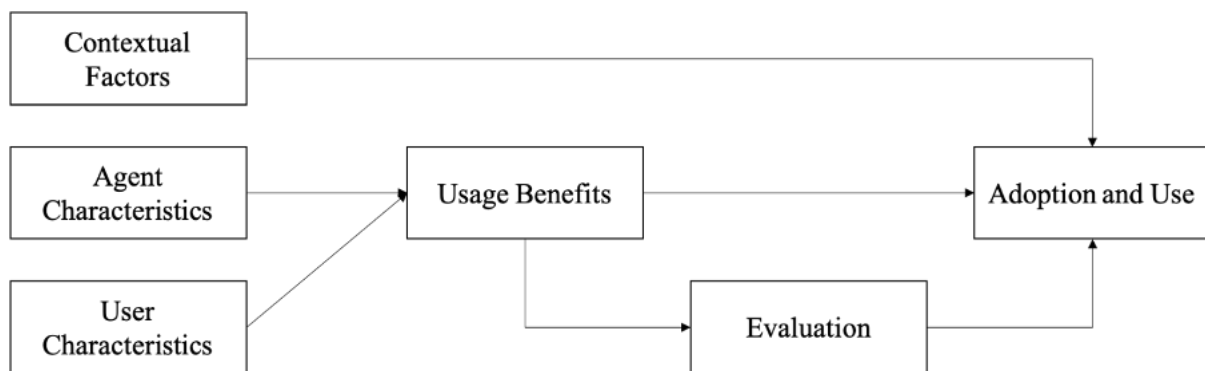 Contextual
Factors
Agent
Characteristics
Usage Benefits
Adoption and Use
User
Characteristics
Evaluation